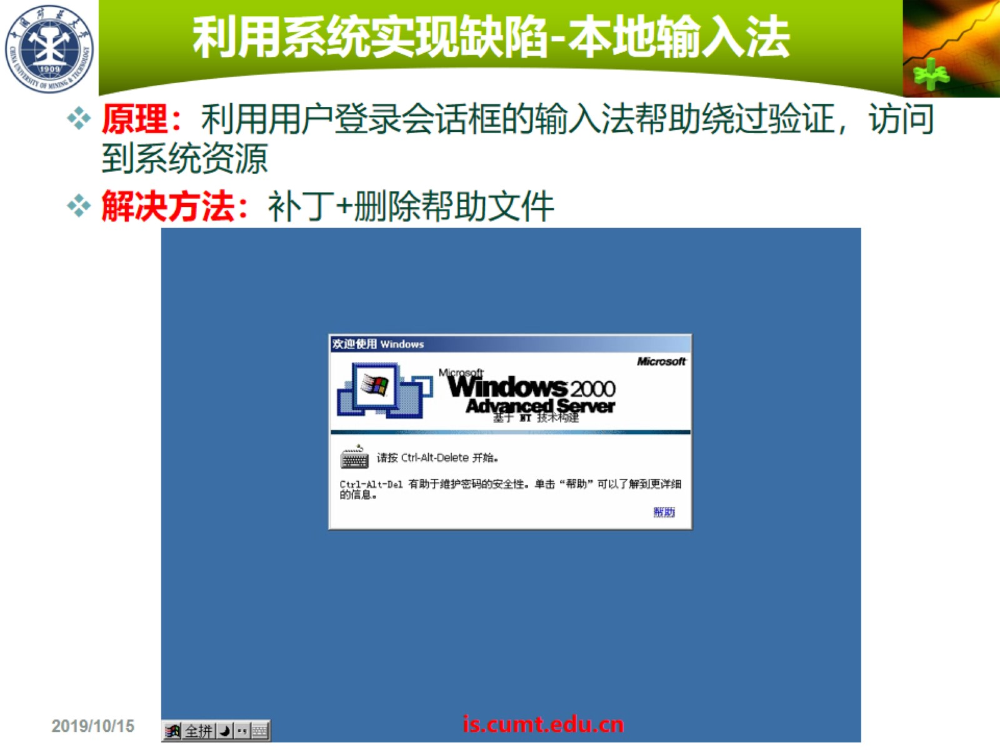 利用系统实现缺陷-本地输入法
中国矿业大学
CHINA UNIVERSITY OF MINING & TECHNOLOGY
1909
原理：利用用户登录会话框的输入法帮助绕过验证，访问
到系统资源
解决方法：补丁+删除帮助文件
欢迎使用 Windows
Microsoft
Microsoft
Windows 2000
Advanced Server
基于 NT 技术构建
请按 Ctrl-Alt-Delete 开始。
Ctrl-Alt-Del 有助于维护密码的安全性。单击“帮助”可以了解到更详细
的信息。
帮助
2019/10/15
全拼
is.cumt.edu.cn